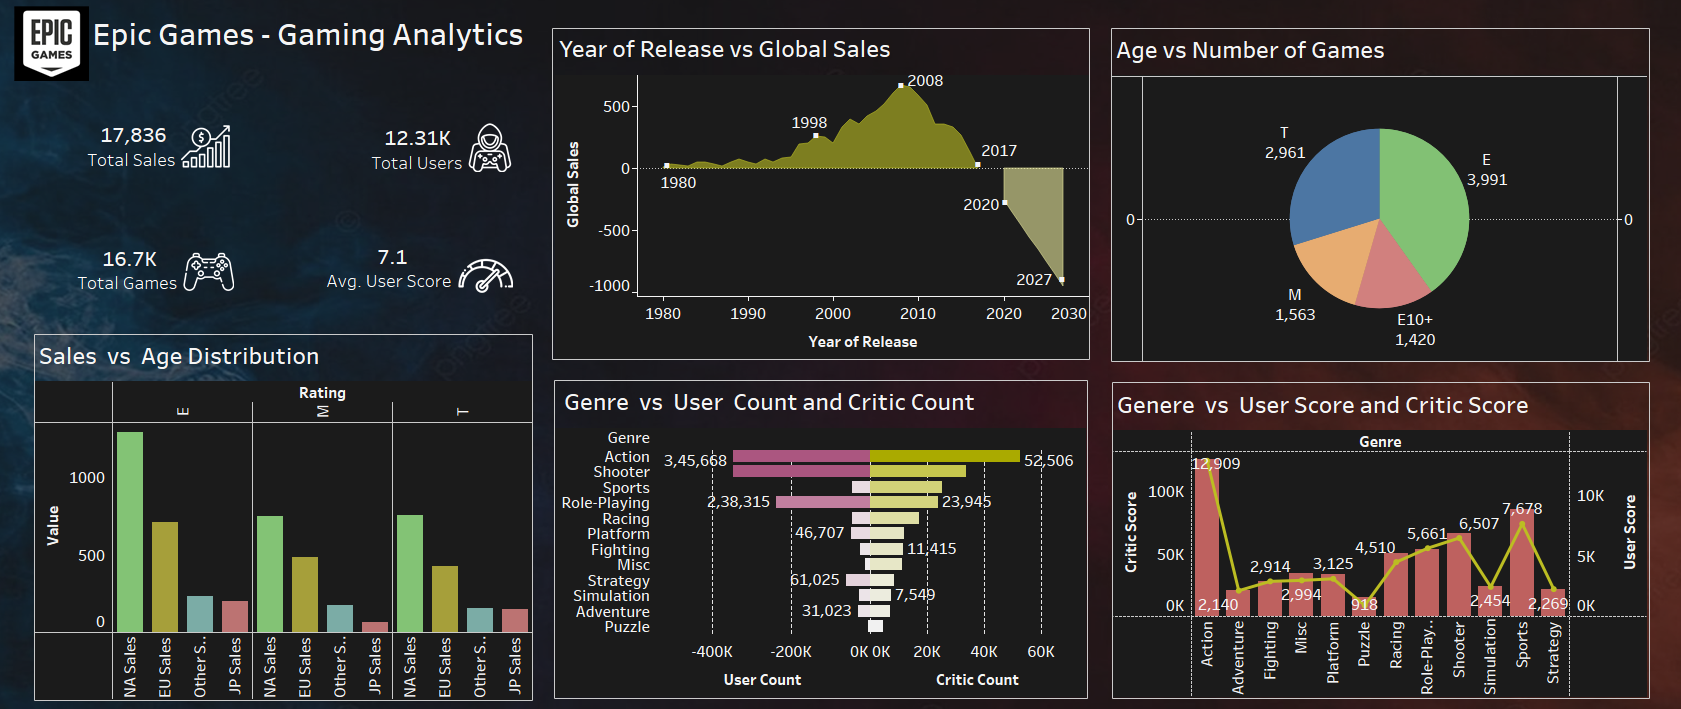 EPIC
GAMES
Epic Games - Gaming Analytics
17,836
Total Sales
12.31K
Total Users
16.7K
Total Games
7.1
Avg. User Score
Year of Release vs Global Sales
Global Sales
500
0
-500
-1000
1980
1998
2008
2017
2020
2027
1980
1990
2000
2010
2020
2030
Year of Release
Age vs Number of Games
0
0
T
2,961
E
3,991
M
1,563
E10+
1,420
Sales vs Age Distribution
Rating
E
M
T
Value
1000
500
0
NA Sales
EU Sales
Other S..
JP Sales
NA Sales
EU Sales
Other S..
JP Sales
NA Sales
EU Sales
Other S..
JP Sales
Genre vs User Count and Critic Count
Genre
Action
3,45,668
52,506
Shooter
Sports
Role-Playing
2,38,315
23,945
Racing
Platform
46,707
Fighting
11,415
Misc
Strategy
61,025
Simulation
7,549
Adventure
31,023
Puzzle
-400K
-200K
0K
0K
20K
40K
60K
User Count
Critic Count
Genere vs User Score and Critic Score
Genre
Critic Score
100K
50K
0K
12,909
2,140
2,914
2,994
3,125
918
4,510
5,661
6,507
2,454
7,678
2,269
10K
5K
0K
User Score
Action
Adventure
Fighting
Misc
Platform
Puzzle
Racing
Role-Play..
Shooter
Simulation
Sports
Strategy
pngtree